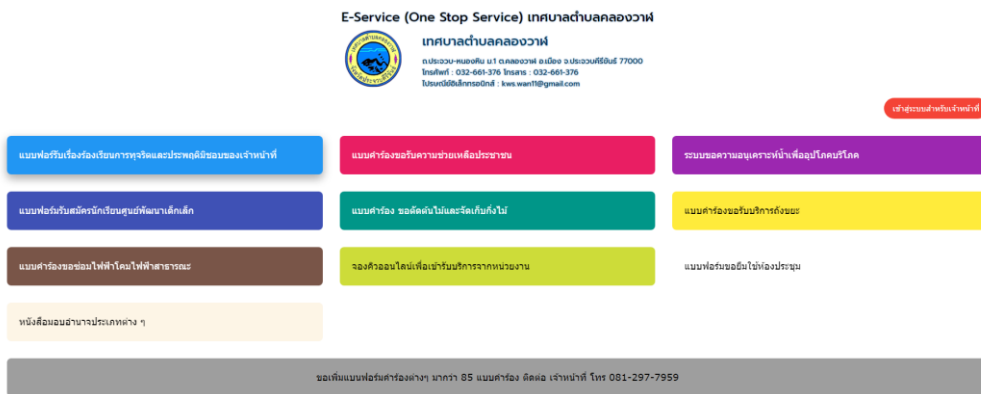 E-Service (One Stop Service) เทศบาลตำบลคลองวาฬ
เทศบาลตำบลคลองวาฬ
ถ.ประจวบ-หนองหิน ม.1 ต.คลองวาฬ อ.เมือง จ.ประจวบคีรีขันธ์ 77000
โทรศัพท์ : 032-661-376 โทรสาร : 032-661-376
ไปรษณีย์อิเล็กทรอนิกส์ : kws.wan11@gmail.com
เข้าสู่ระบบสำหรับเจ้าหน้าที่
แบบฟอร์รับเรื่องร้องเรียนการทุจริตและประพฤติมิชอบของเจ้าหน้าที่
แบบคำร้องขอรับความช่วยเหลือประชาชน
ระบบขอความอนุเคราะห์น้ำเพื่ออุปโภคบริโภค
แบบฟอร์มรับสมัครนักเรียนศูนย์พัฒนาเด็กเล็ก
แบบคำร้อง ขอตัดต้นไม้และจัดเก็บกิ่งไม้
แบบคำร้องขอรับบริการถังขยะ
แบบคำร้องขอซ่อมไฟฟ้าโคมไฟฟ้าสาธารณะ
จองคิวออนไลน์เพื่อเข้ารับบริการจากหน่วยงาน
แบบฟอร์มขอยืมใช้ห้องประชุม
หนังสือมอบอำนาจประเภทต่าง ๆ
ขอเพิ่มแบบฟอร์มคำร้องต่างๆ มากว่า 85 แบบคำร้อง ติดต่อ เจ้าหน้าที่ โทร 081-297-7959